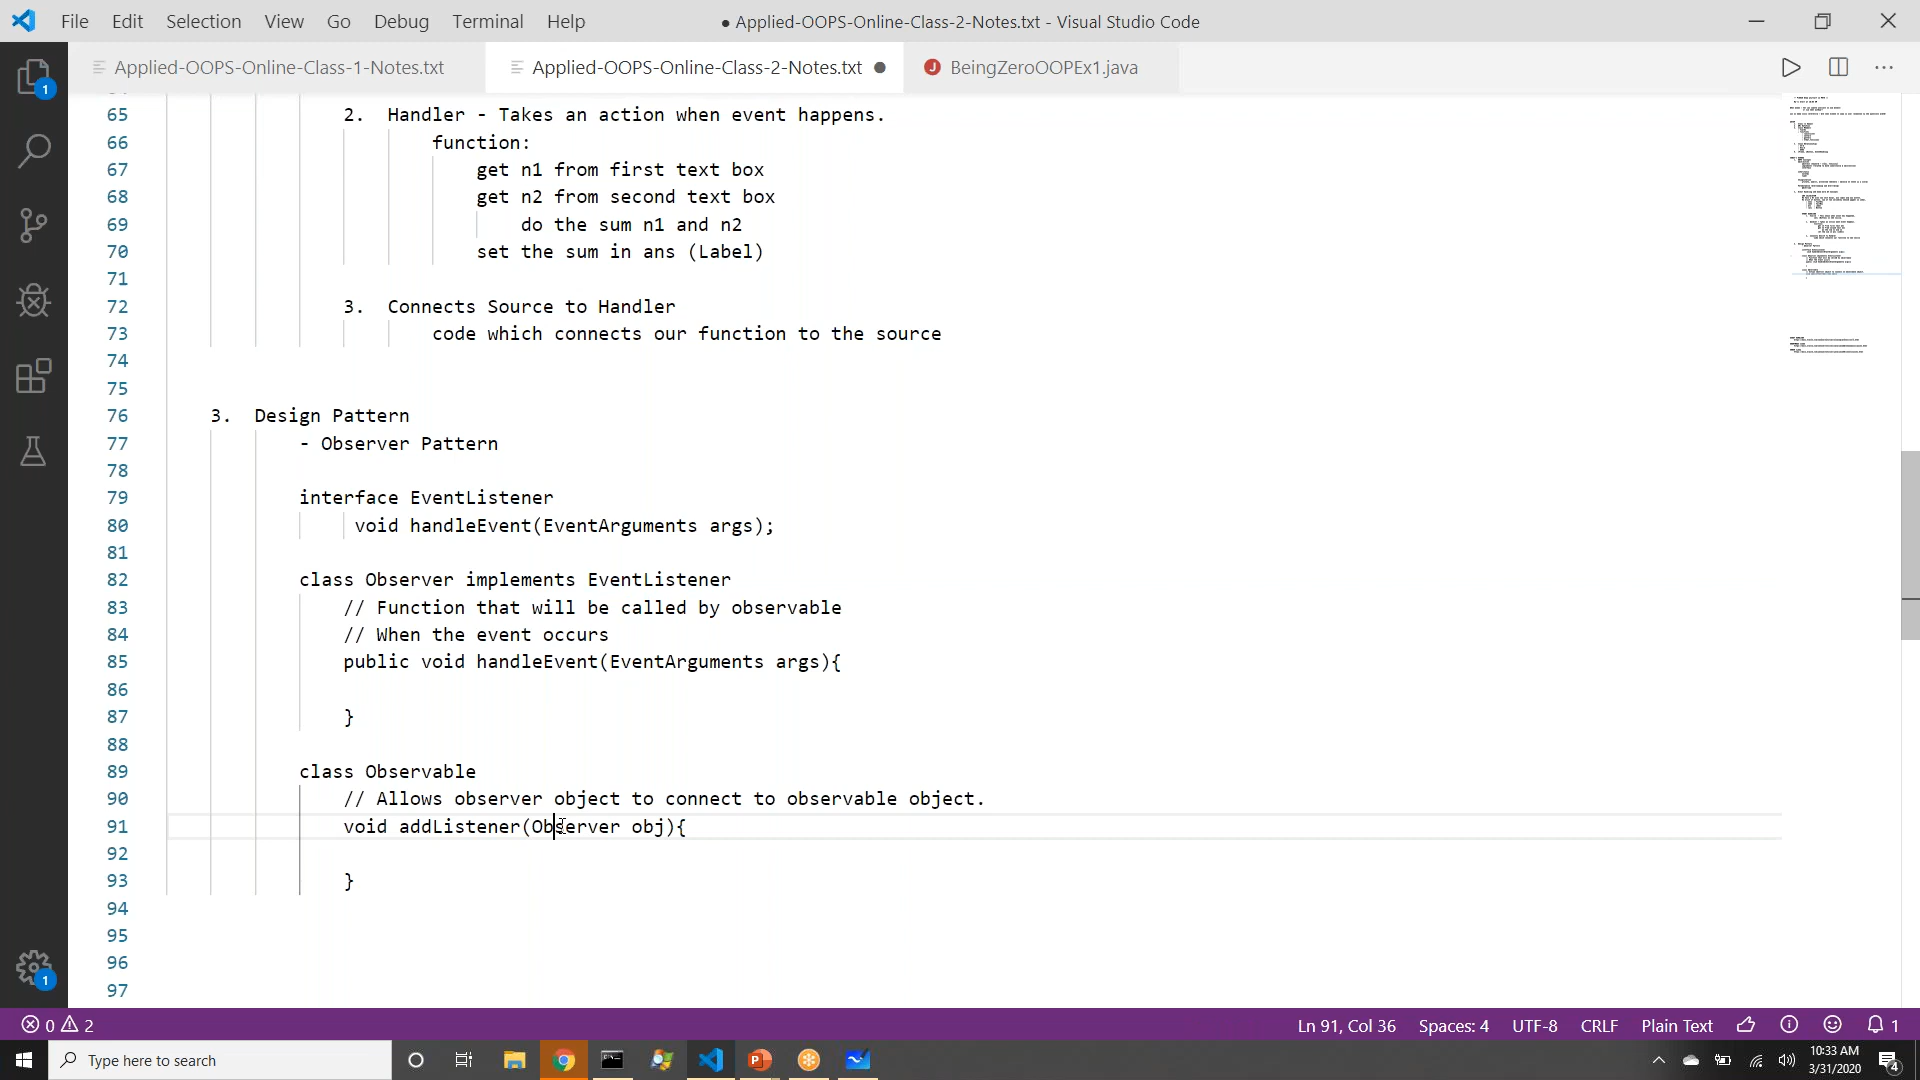 File Edit Selection View Go Debug Terminal Help
● Applied-OOPS-Online-Class-2-Notes.txt - Visual Studio Code
Applied-OOPS-Online-Class-1-Notes.txt
Applied-OOPS-Online-Class-2-Notes.txt ●
J BeingZeroOOPEx1.java
1
65 2. Handler - Takes an action when event happens.
66 function:
67 get n1 from first text box
68 get n2 from second text box
69 do the sum n1 and n2
70 set the sum in ans (Label)
71
72 3. Connects Source to Handler
73 code which connects our function to the source
74
75
76 3. Design Pattern
77 - Observer Pattern
78
79 interface EventListener
80 void handleEvent(EventArguments args);
81
82 class Observer implements EventListener
83 // Function that will be called by observable
84 // When the event occurs
85 public void handleEvent(EventArguments args){
86
87 }
88
89 class Observable
90 // Allows observer object to connect to observable object.
91 void addListener(Observer obj){
92
93 }
94
95
96
97
1
0 2
Ln 91, Col 36 Spaces: 4 UTF-8 CRLF Plain Text 1
Type here to search
10:33 AM
3/31/2020
4